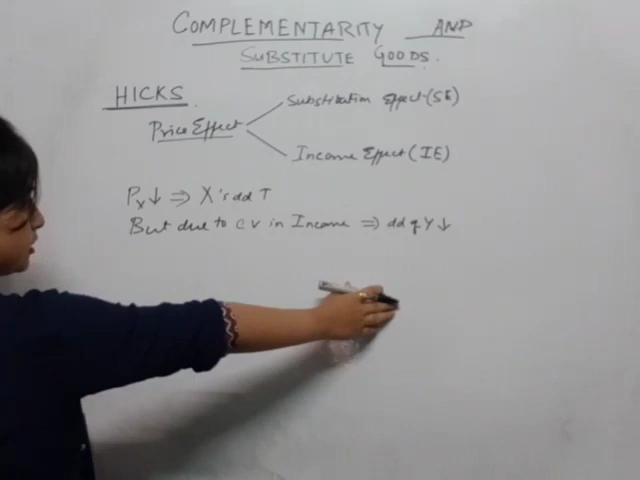 COMPLEMENTARITY AND
SUBSTITUTE GOODS.
HICKS.
Substitution Effect (SE)
Price Effect
Income Effect (IE)
Px↓ ⇒ X's dd ↑
But due to CV in Income ⇒ dd of Y ↓